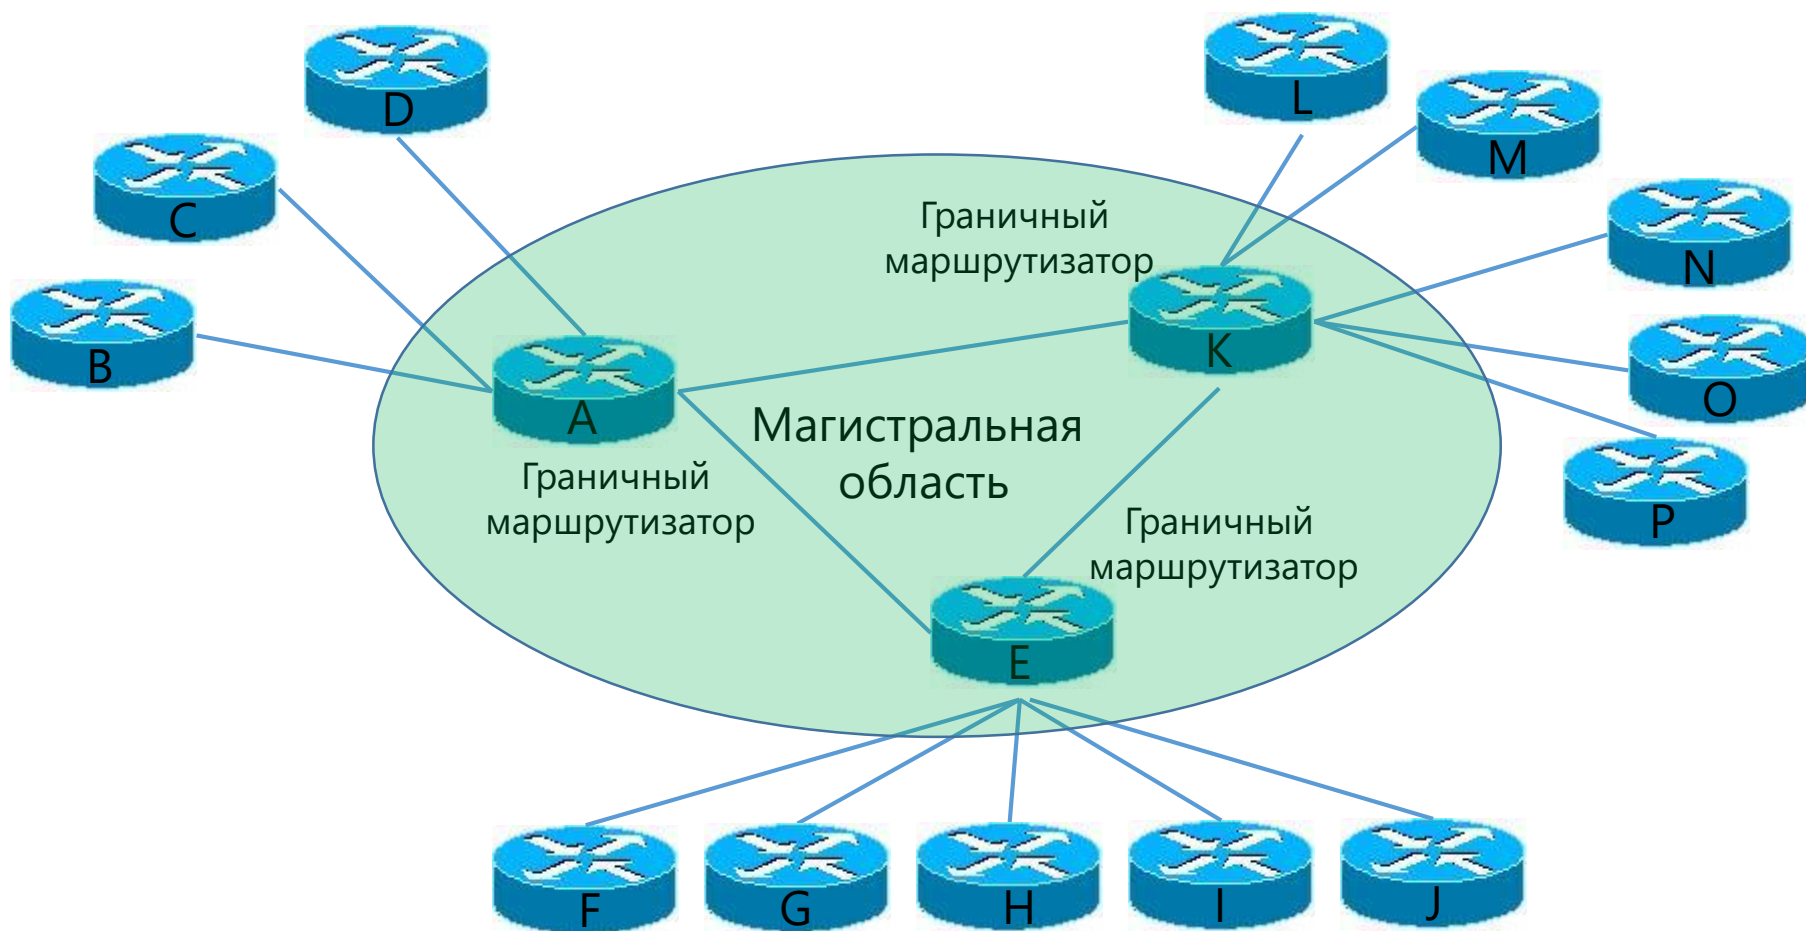 D
L
M
C
Граничный
маршрутизатор
N
B
K
O
A
Магистральная
область
Граничный
маршрутизатор
P
Граничный
маршрутизатор
E
F
G
H
I
J